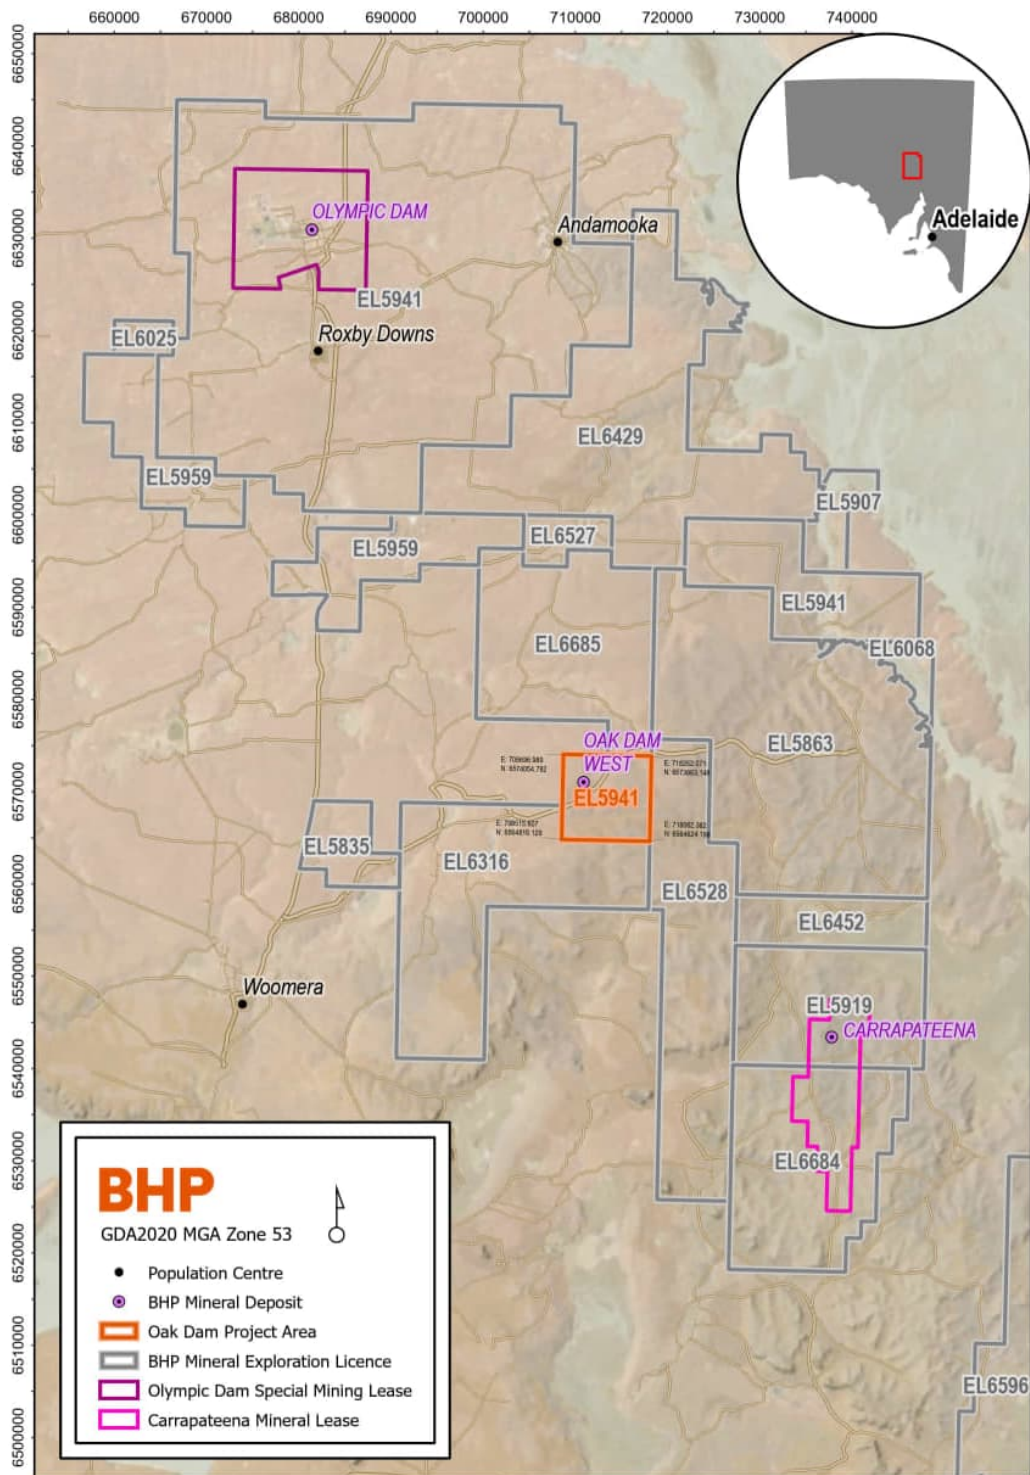 660000 670000 680000 690000 700000 710000 720000 730000 740000
6650000
6640000
6630000
6620000
6610000
6600000
6590000
6580000
6570000
6560000
6550000
6540000
6530000
6520000
6510000
6500000
Adelaide
OLYMPIC DAM
Andamooka
EL5941
Roxby Downs
EL6025
EL6429
EL5959
EL5907
EL6527
EL5959
EL5941
EL6685
EL6068
OAK DAM
WEST
EL5863
EL5941
EL5835
EL6316
EL6528
EL6452
Woomera
EL5919
CARRAPATEENA
EL6684
EL6596
BHP
GDA2020 MGA Zone 53
Population Centre
BHP Mineral Deposit
Oak Dam Project Area
BHP Mineral Exploration Licence
Olympic Dam Special Mining Lease
Carrapateena Mineral Lease